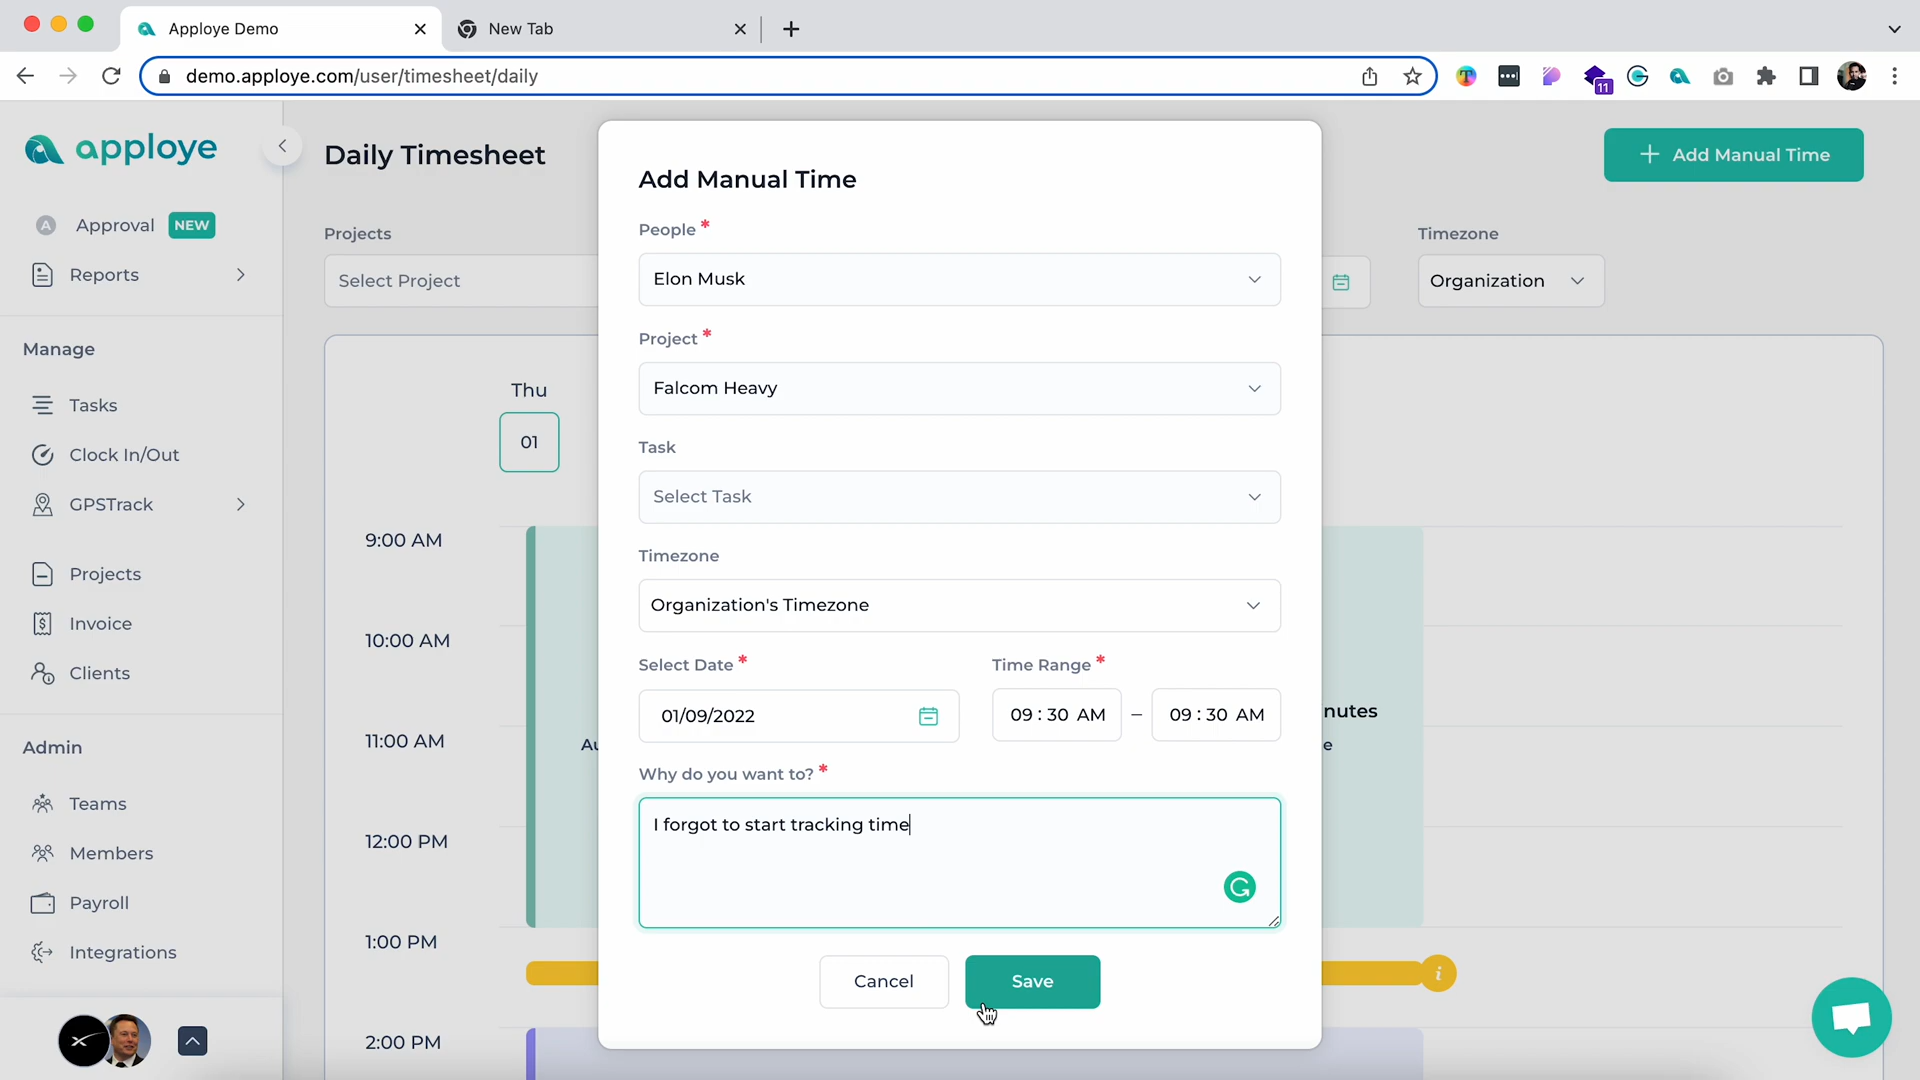 Apploye Demo
New Tab
demo.apploye.com/user/timesheet/daily
11
apploye
A Approval NEW
Reports
Manage
Tasks
Clock In/Out
GPSTrack
Projects
Invoice
Clients
Admin
Teams
Members
Payroll
Integrations
Daily Timesheet
+ Add Manual Time
Projects
Select Project
Timezone
Organization
Thu
01
9:00 AM
10:00 AM
11:00 AM
12:00 PM
1:00 PM
2:00 PM
Au
nutes
e
i
Add Manual Time
People *
Elon Musk
Project *
Falcom Heavy
Task
Select Task
Timezone
Organization's Timezone
Select Date *
Time Range *
01/09/2022
09 : 30 AM – 09 : 30 AM
Why do you want to? *
I forgot to start tracking time
Cancel
Save